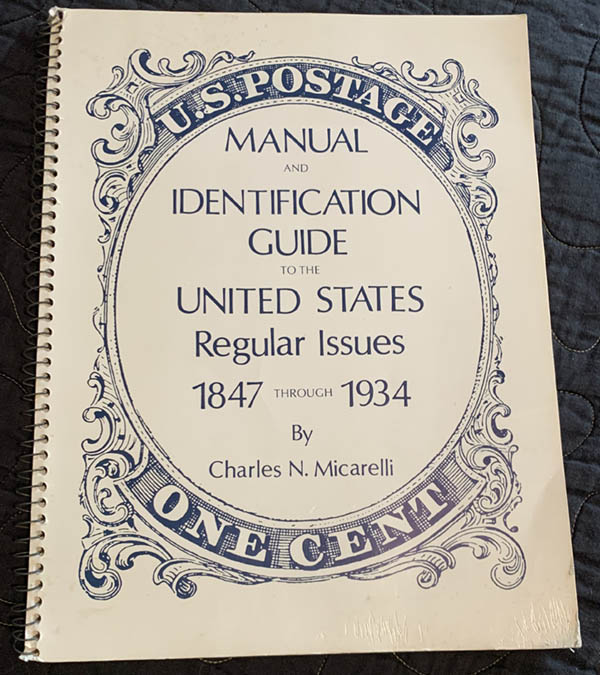 U.S. POSTAGE
MANUAL
AND
IDENTIFICATION
GUIDE
TO THE
UNITED STATES
Regular Issues
1847 THROUGH 1934
By
Charles N. Micarelli
ONE CENT